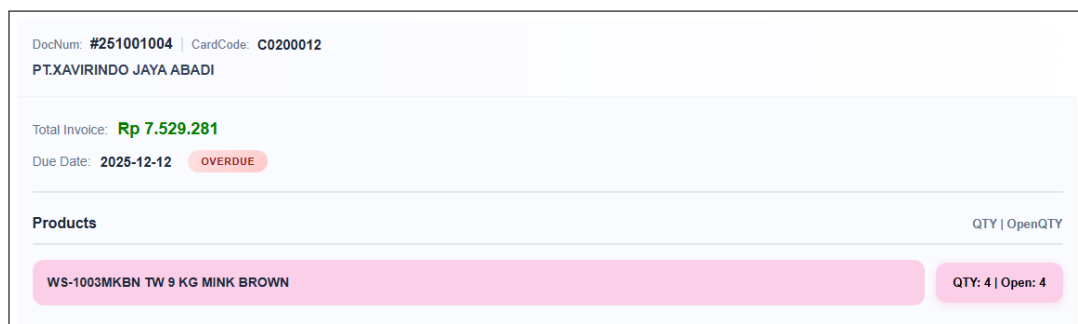 DocNum: #251001004 | CardCode: C0200012
PT.XAVIRINDO JAYA ABADI
Total Invoice: Rp 7.529.281
Due Date: 2025-12-12 OVERDUE
Products QTY | OpenQTY
WS-1003MKBN TW 9 KG MINK BROWN QTY: 4 | Open: 4